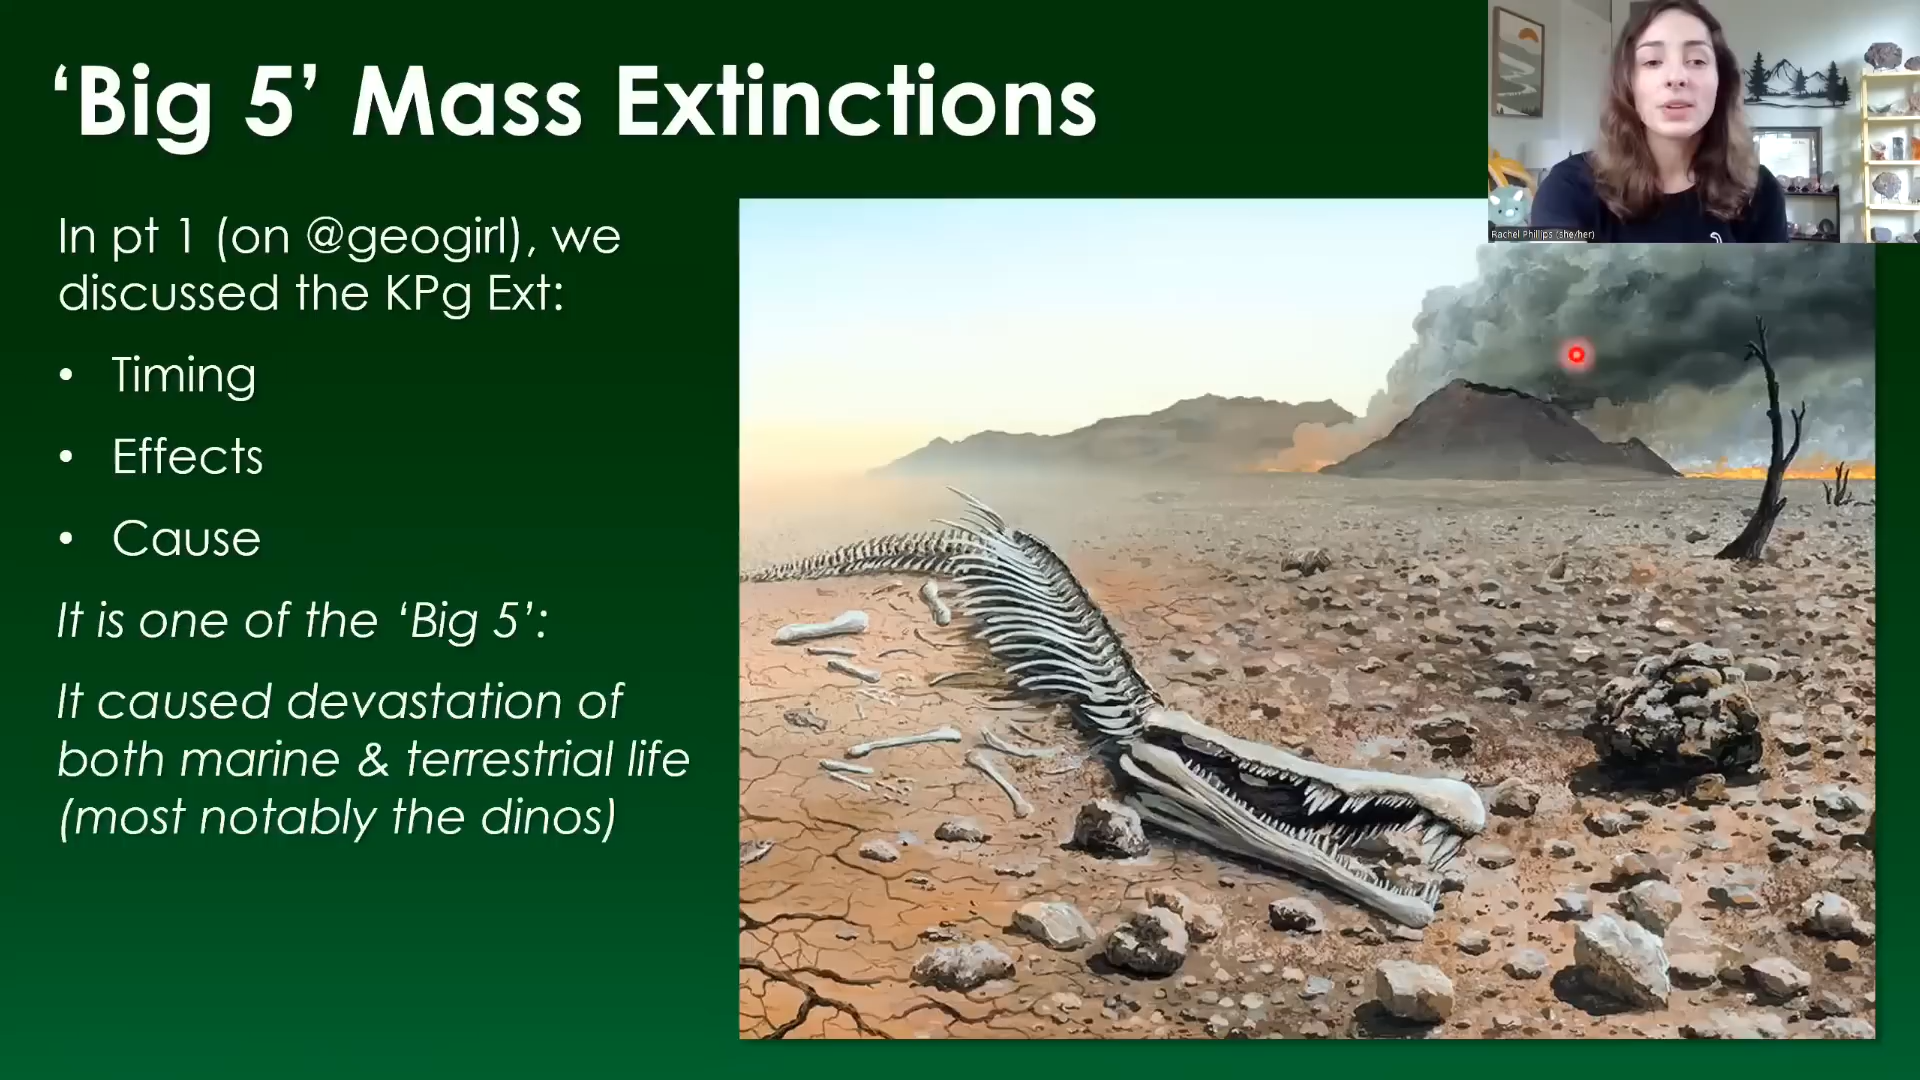 ‘Big 5’ Mass Extinctions
In pt 1 (on @geogirl), we
discussed the KPg Ext:
• Timing
• Effects
• Cause
It is one of the ‘Big 5’:
It caused devastation of
both marine & terrestrial life
(most notably the dinos)
Rachel Phillips (she/her)